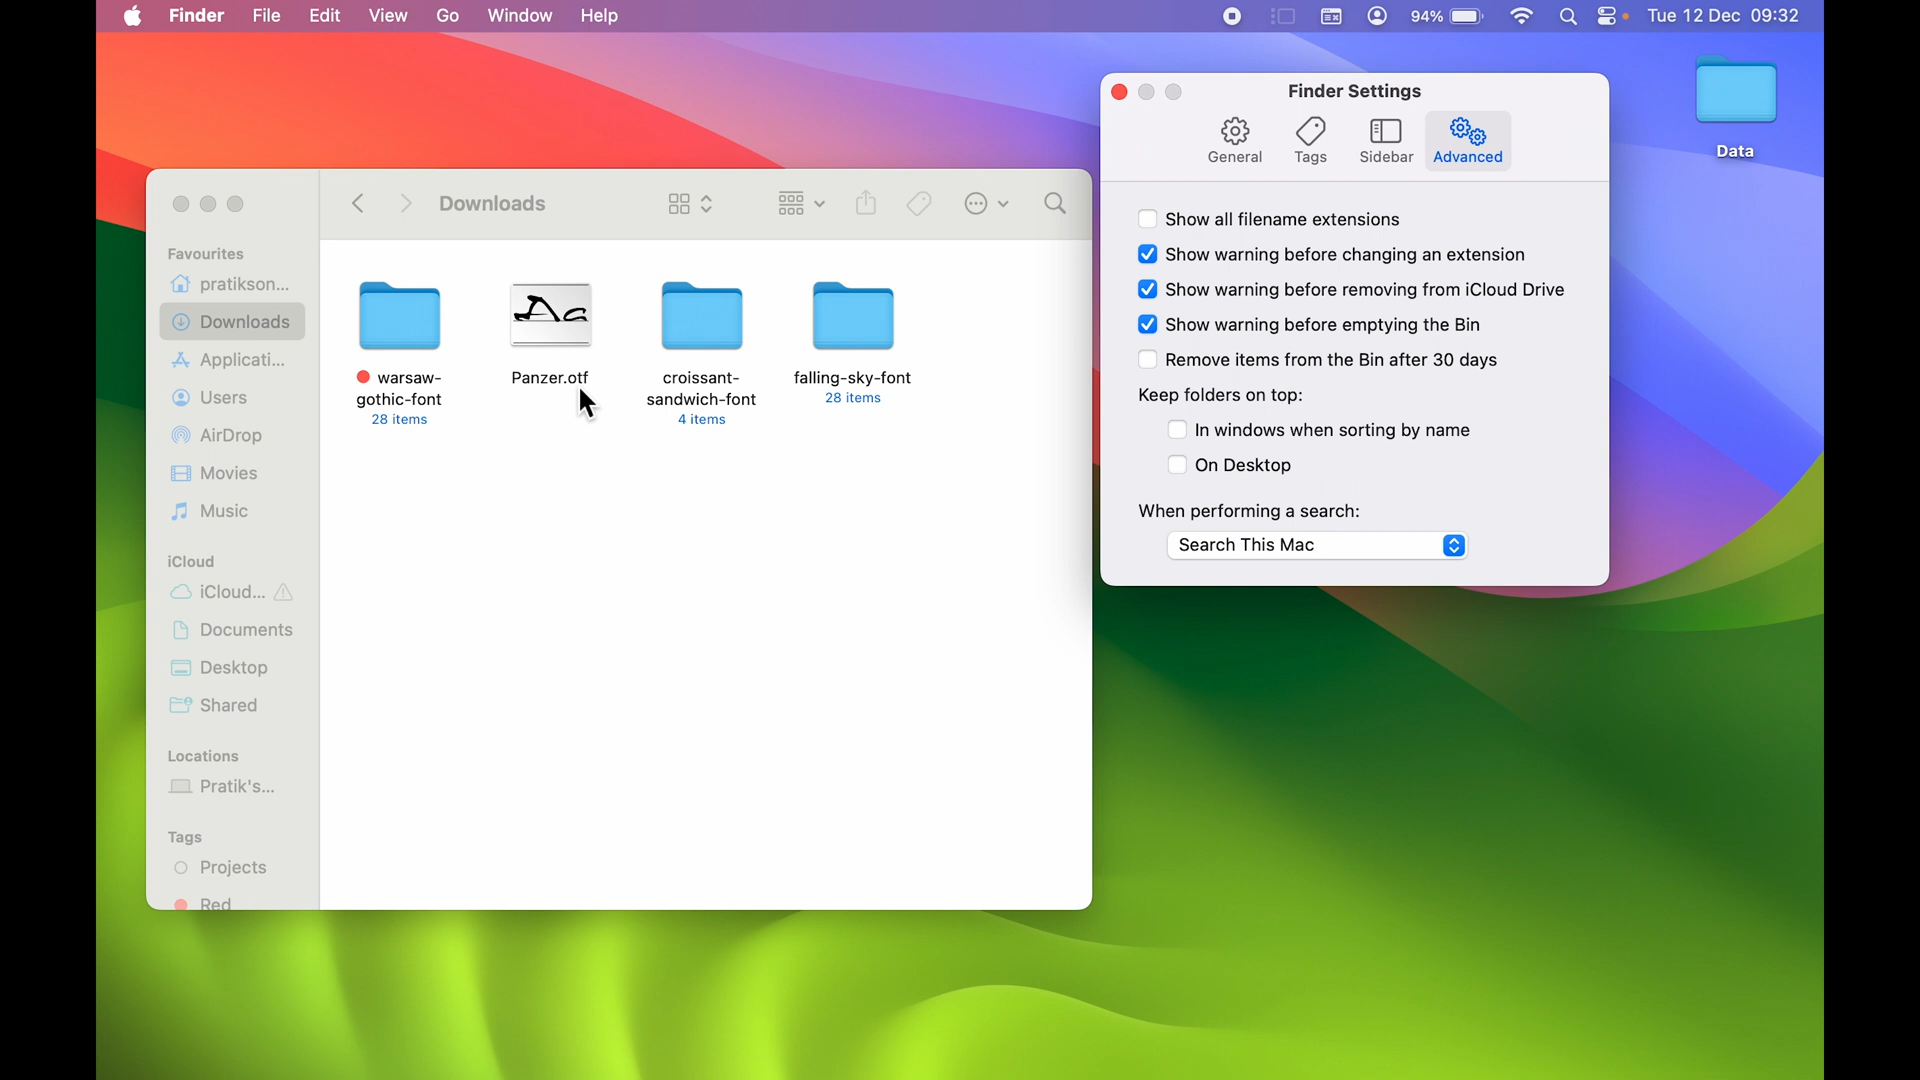 Finder File Edit View Go Window Help 94% Tue 12 Dec 09:32
Finder Settings
General Tags Sidebar Advanced
Show all filename extensions
Show warning before changing an extension
Show warning before removing from iCloud Drive
Show warning before emptying the Bin
Remove items from the Bin after 30 days
Keep folders on top:
In windows when sorting by name
On Desktop
When performing a search:
Search This Mac
Data
Downloads
Favourites
pratikson...
Downloads
Applicati...
Users
AirDrop
Movies
Music
iCloud
iCloud...
Documents
Desktop
Shared
Locations
Pratik's...
Tags
Projects
Red
warsaw-
gothic-font
28 items
Panzer.otf
croissant-
sandwich-font
4 items
falling-sky-font
28 items